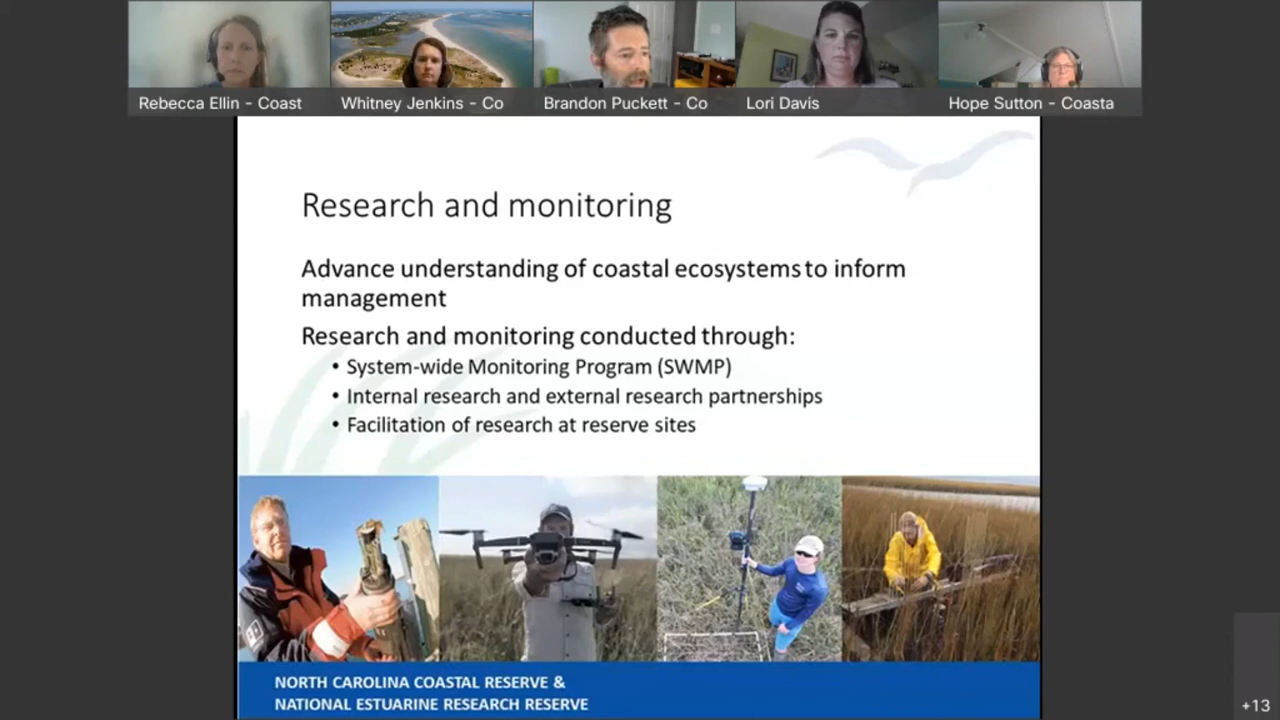 Rebecca Ellin - Coast
Whitney Jenkins - Co
Brandon Puckett - Co
Lori Davis
Hope Sutton - Coasta
Research and monitoring
Advance understanding of coastal ecosystems to inform
management
Research and monitoring conducted through:
• System-wide Monitoring Program (SWMP)
• Internal research and external research partnerships
• Facilitation of research at reserve sites
NORTH CAROLINA COASTAL RESERVE &
NATIONAL ESTUARINE RESEARCH RESERVE
+13